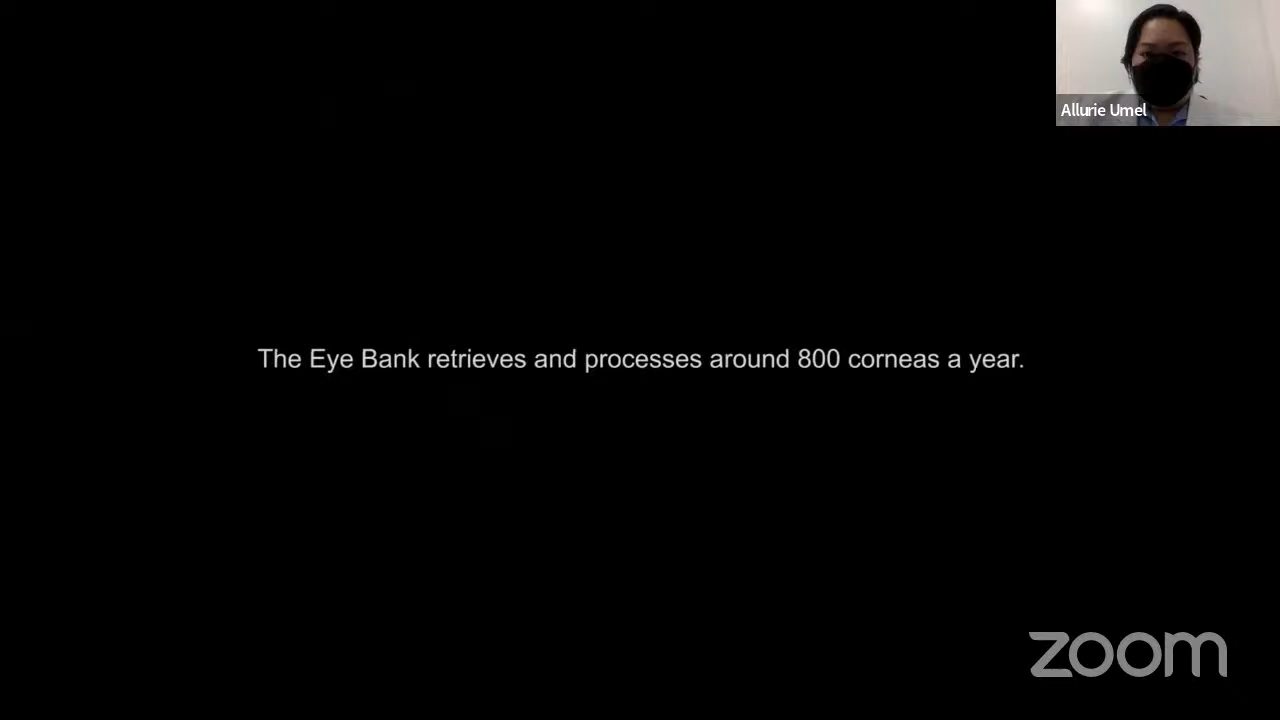 Allurie Umel
The Eye Bank retrieves and processes around 800 corneas a year.
zoom